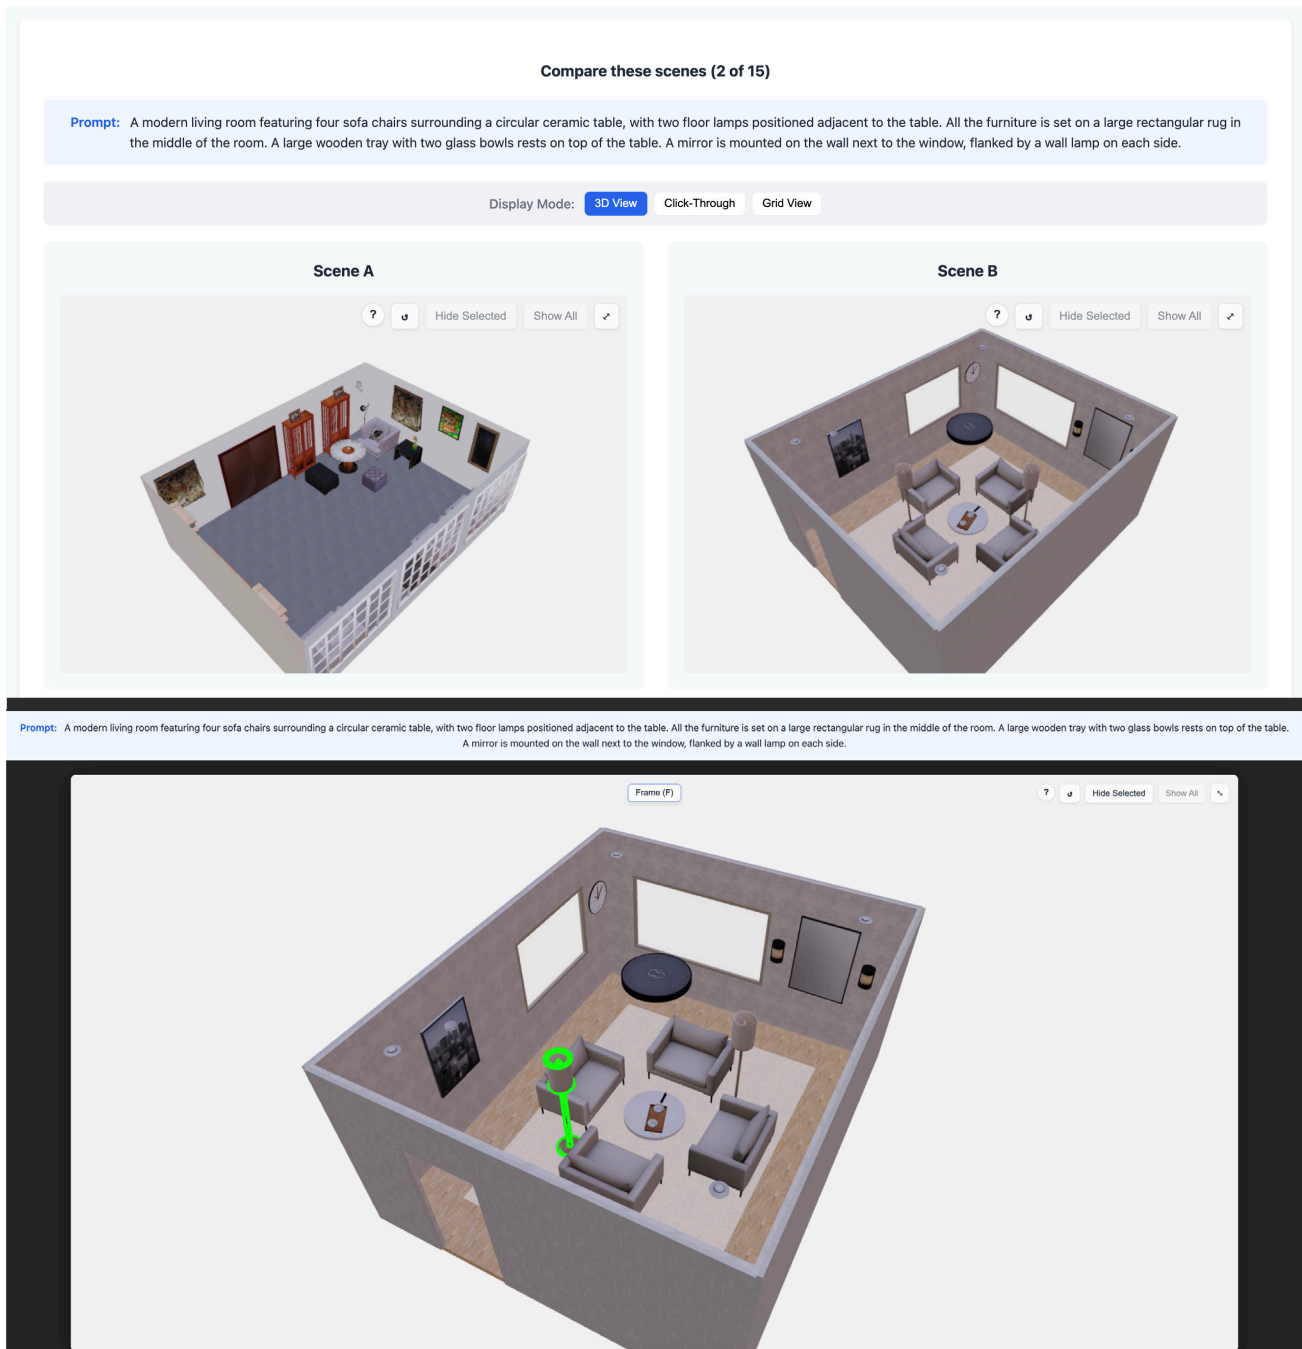 Compare these scenes (2 of 15)
Prompt: A modern living room featuring four sofa chairs surrounding a circular ceramic table, with two floor lamps positioned adjacent to the table. All the furniture is set on a large rectangular rug in
the middle of the room. A large wooden tray with two glass bowls rests on top of the table. A mirror is mounted on the wall next to the window, flanked by a wall lamp on each side.
Display Mode: 3D View Click-Through Grid View
Scene A
? ↺ Hide Selected Show All ⤢
Scene B
? ↺ Hide Selected Show All ⤢
Prompt: A modern living room featuring four sofa chairs surrounding a circular ceramic table, with two floor lamps positioned adjacent to the table. All the furniture is set on a large rectangular rug in the middle of the room. A large wooden tray with two glass bowls rests on top of the table.
A mirror is mounted on the wall next to the window, flanked by a wall lamp on each side.
Frame (F)
? ↺ Hide Selected Show All ⤡